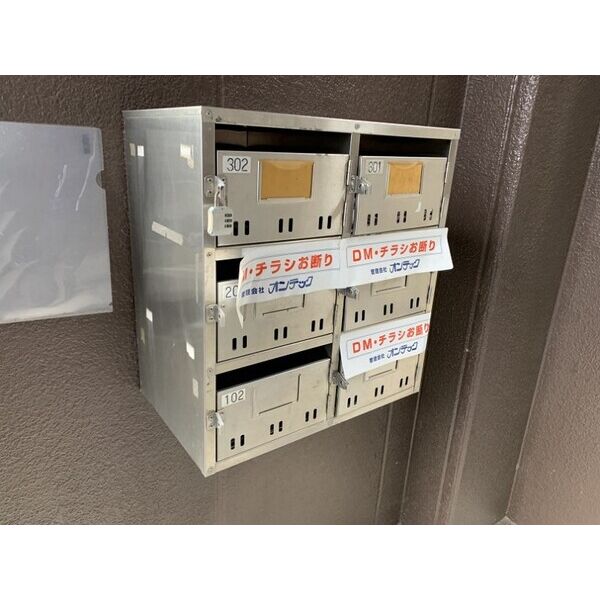 302
301
M・チラシお断り
管理会社 オンテック
DM・チラシお断り
管理会社 オンテック
20
DM・チラシお断り
管理会社 オンテック
102